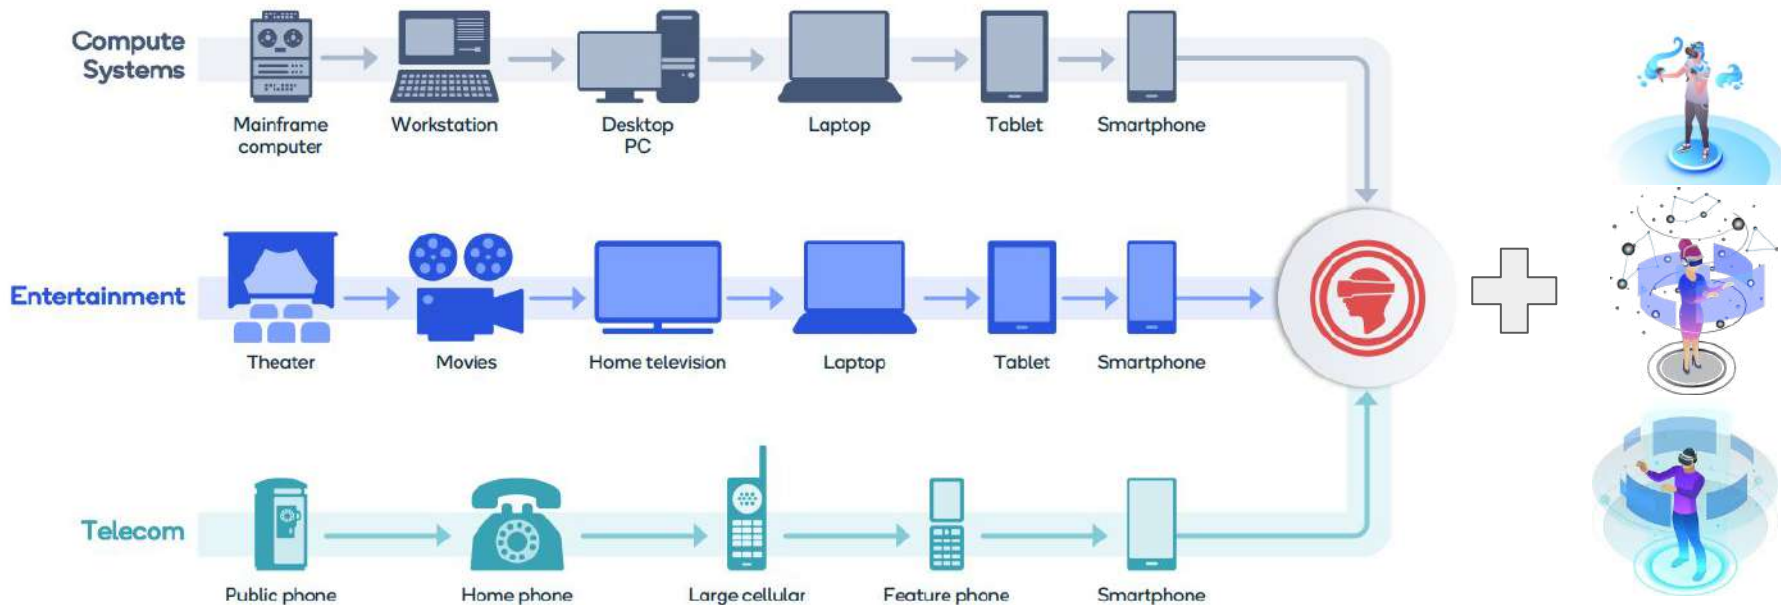 Compute
Systems
Mainframe
computer
Workstation
Desktop
PC
Laptop
Tablet
Smartphone
Entertainment
Theater
Movies
Home television
Laptop
Tablet
Smartphone
Telecom
Public phone
Home phone
Large cellular
Feature phone
Smartphone